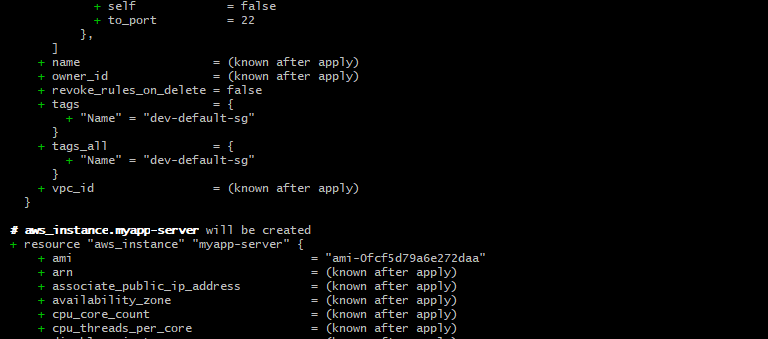 + self             = false
+ to_port          = 22
},
]
+ name                   = (known after apply)
+ owner_id               = (known after apply)
+ revoke_rules_on_delete = false
+ tags                   = {
+ "Name" = "dev-default-sg"
}
+ tags_all               = {
+ "Name" = "dev-default-sg"
}
+ vpc_id                 = (known after apply)
}
# aws_instance.myapp-server will be created
+ resource "aws_instance" "myapp-server" {
+ ami                                  = "ami-0fcf5d79a6e272daa"
+ arn                                  = (known after apply)
+ associate_public_ip_address          = (known after apply)
+ availability_zone                    = (known after apply)
+ cpu_core_count                       = (known after apply)
+ cpu_threads_per_core                 = (known after apply)